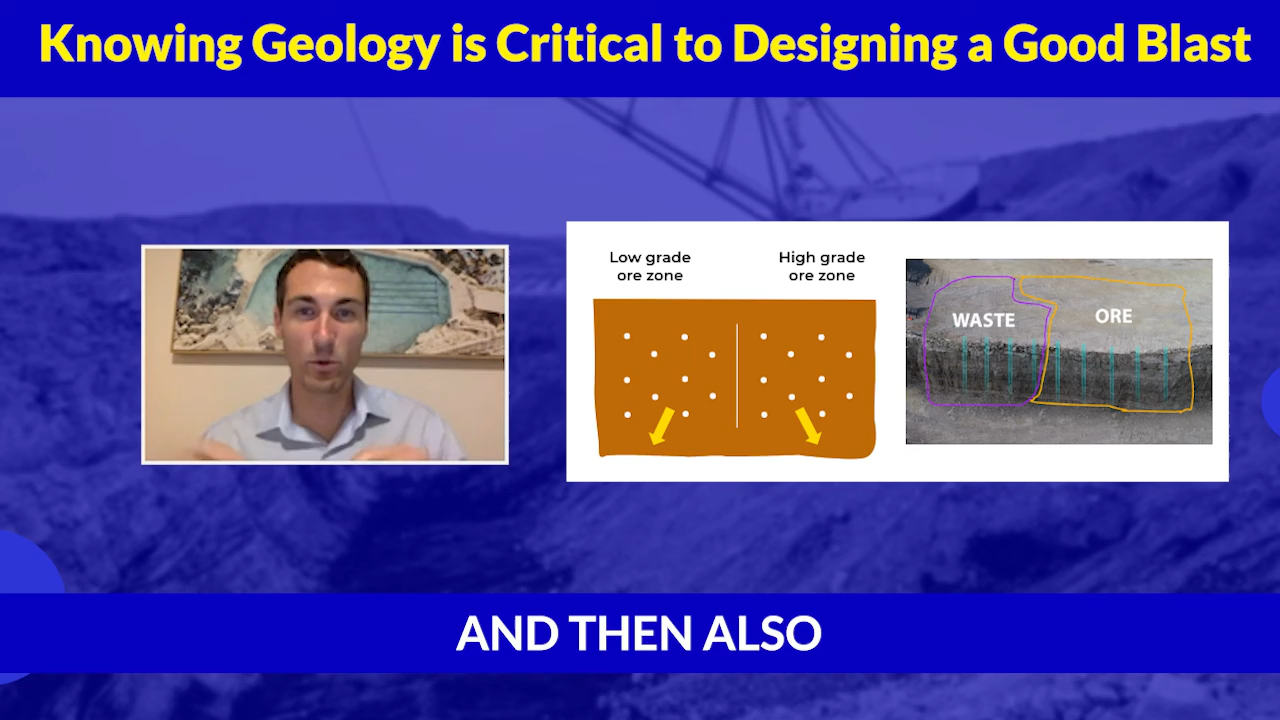 Knowing Geology is Critical to Designing a Good Blast
Low grade
ore zone
High grade
ore zone
WASTE
ORE
AND THEN ALSO